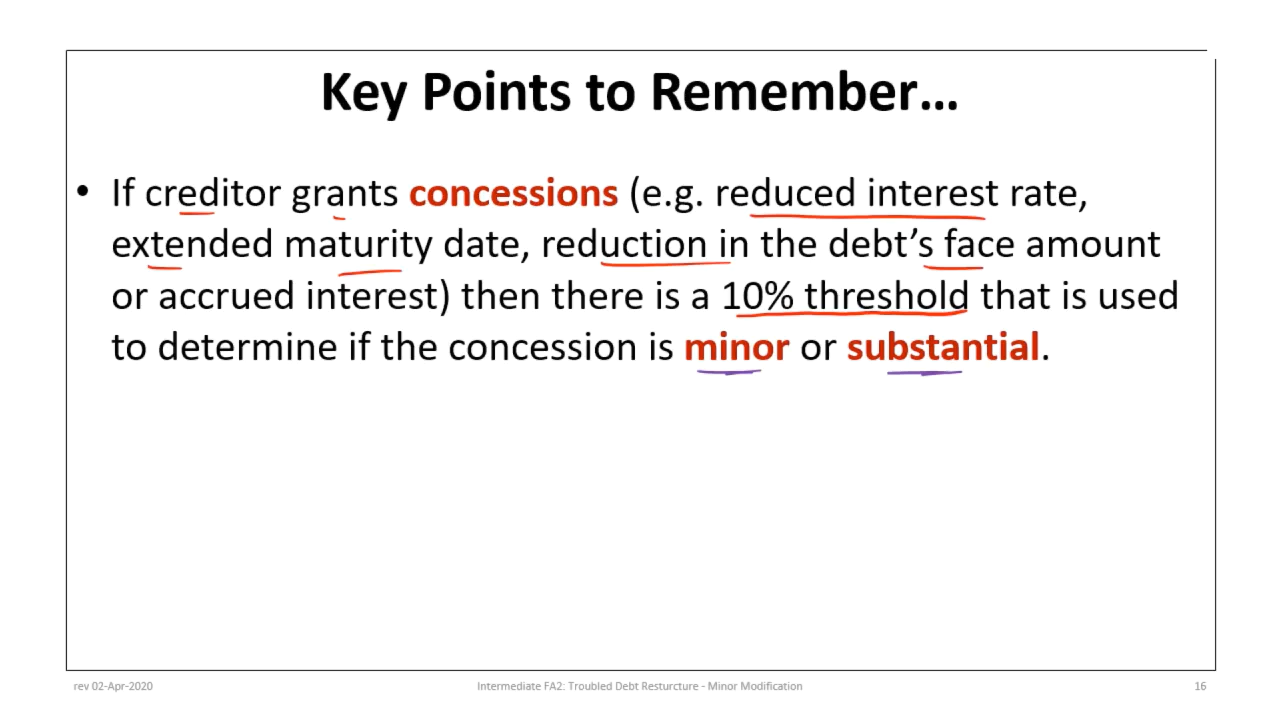 Key Points to Remember…
• If creditor grants concessions (e.g. reduced interest rate,
extended maturity date, reduction in the debt’s face amount
or accrued interest) then there is a 10% threshold that is used
to determine if the concession is minor or substantial.
rev 02-Apr-2020
Intermediate FA2: Troubled Debt Resturcture - Minor Modification
16